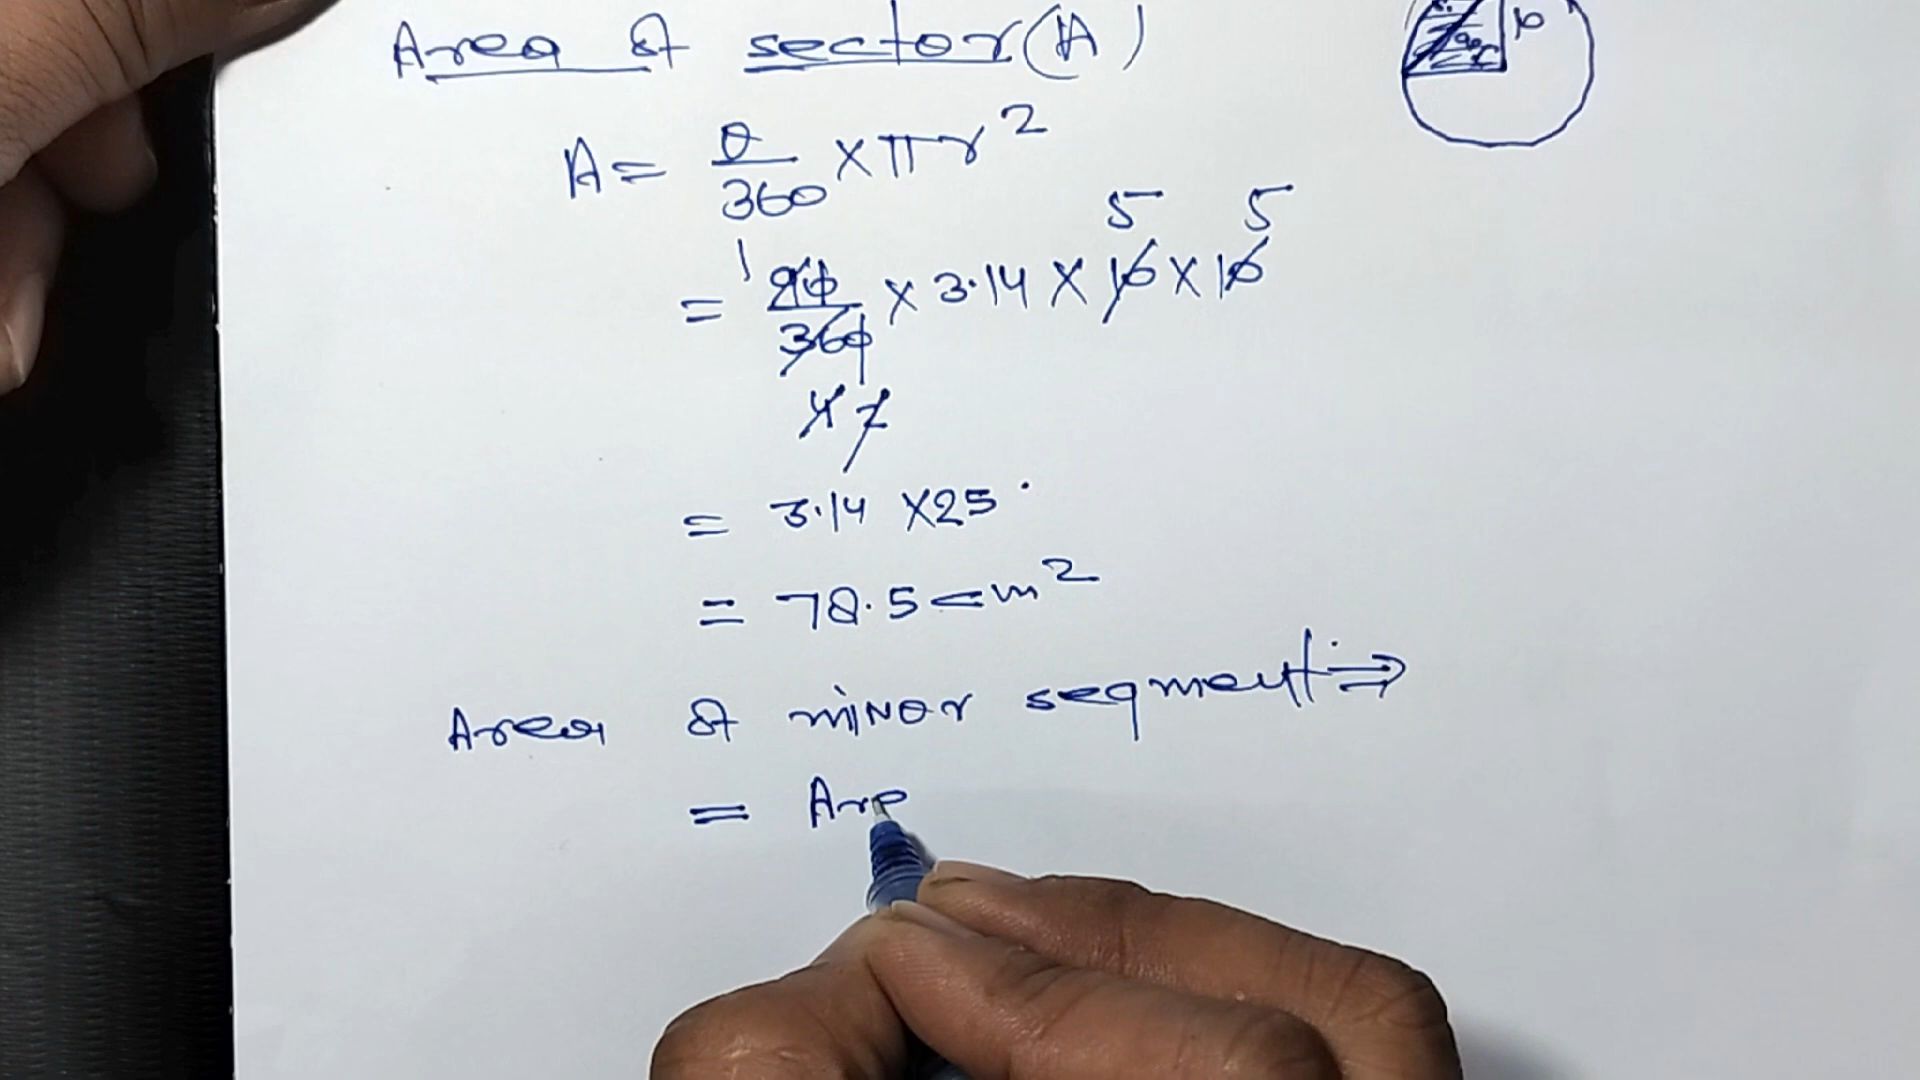 Area of sector (A)
10
90
A = θ/360 × πr²
5 5
= 1 90/360 × 3.14 × 10 × 10
4 2
= 3.14 × 25
= 78.5 cm²
Area of minor segment ⇒
= Are